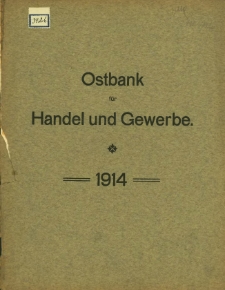 Ostbank
für
Handel und Gewerbe.
1914